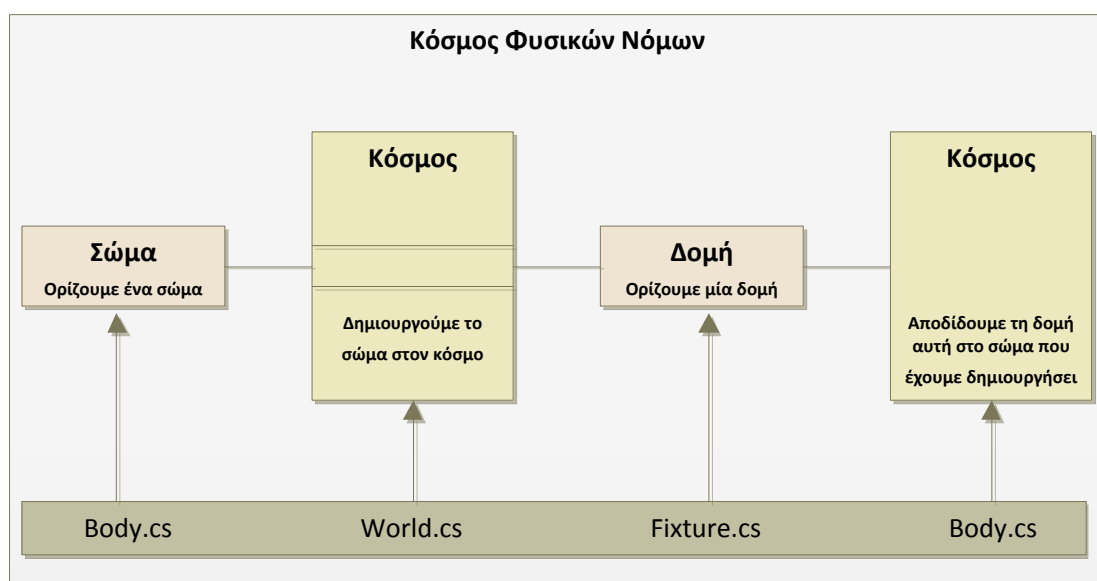 Κόσμος Φυσικών Νόμων
Σώμα
Ορίζουμε ένα σώμα
Κόσμος
Δημιουργούμε το
σώμα στον κόσμο
Δομή
Ορίζουμε μία δομή
Κόσμος
Αποδίδουμε τη δομή
αυτή στο σώμα που
έχουμε δημιουργήσει
Body.cs
World.cs
Fixture.cs
Body.cs